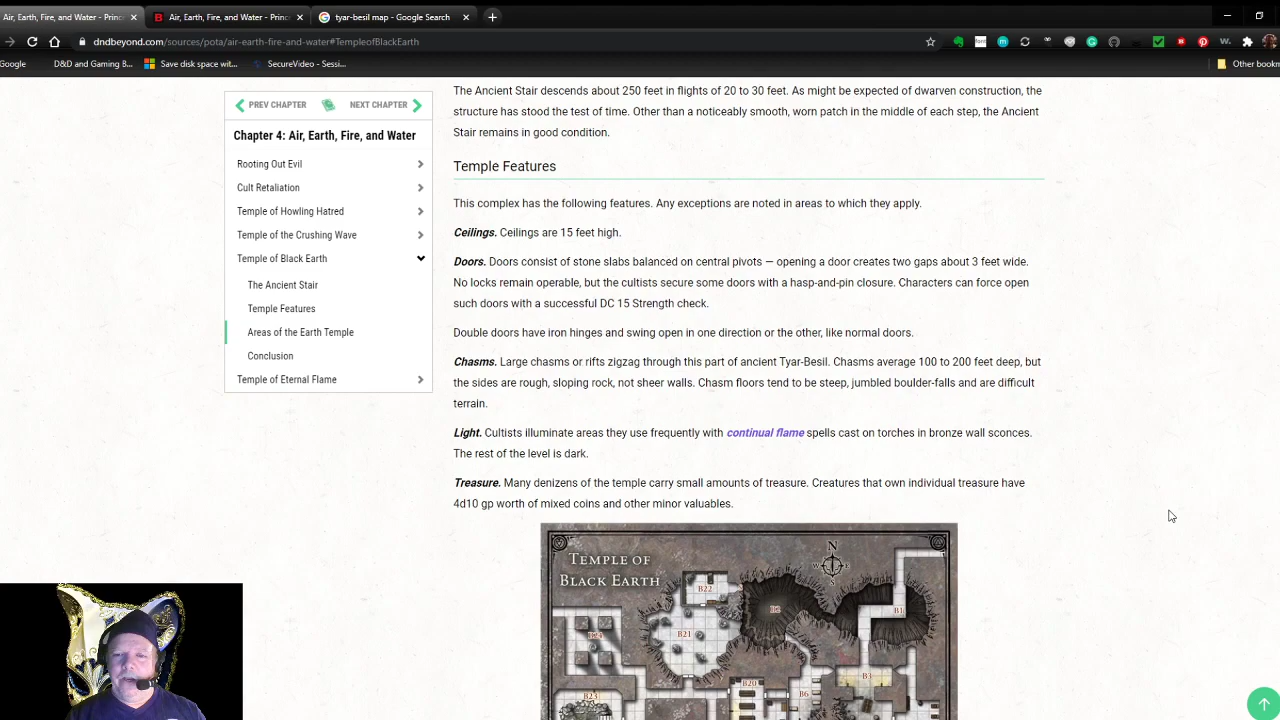 Air, Earth, Fire, and Water - Princ
Air, Earth, Fire, and Water - Prin
tyar-besil map - Google Search
dndbeyond.com/sources/pota/air-earth-fire-and-water#TempleofBlackEarth
Google
D&D and Gaming B...
Save disk space wit...
SecureVideo - Sessi...
Other bookm
PREV CHAPTER
NEXT CHAPTER
Chapter 4: Air, Earth, Fire, and Water
Rooting Out Evil
Cult Retaliation
Temple of Howling Hatred
Temple of the Crushing Wave
Temple of Black Earth
The Ancient Stair
Temple Features
Areas of the Earth Temple
Conclusion
Temple of Eternal Flame
The Ancient Stair descends about 250 feet in flights of 20 to 30 feet. As might be expected of dwarven construction, the
structure has stood the test of time. Other than a noticeably smooth, worn patch in the middle of each step, the Ancient
Stair remains in good condition.
Temple Features
This complex has the following features. Any exceptions are noted in areas to which they apply.
Ceilings. Ceilings are 15 feet high.
Doors. Doors consist of stone slabs balanced on central pivots — opening a door creates two gaps about 3 feet wide.
No locks remain operable, but the cultists secure some doors with a hasp-and-pin closure. Characters can force open
such doors with a successful DC 15 Strength check.
Double doors have iron hinges and swing open in one direction or the other, like normal doors.
Chasms. Large chasms or rifts zigzag through this part of ancient Tyar-Besil. Chasms average 100 to 200 feet deep, but
the sides are rough, sloping rock, not sheer walls. Chasm floors tend to be steep, jumbled boulder-falls and are difficult
terrain.
Light. Cultists illuminate areas they use frequently with continual flame spells cast on torches in bronze wall sconces.
The rest of the level is dark.
Treasure. Many denizens of the temple carry small amounts of treasure. Creatures that own individual treasure have
4d10 gp worth of mixed coins and other minor valuables.
TEMPLE OF
BLACK EARTH
N
W
E
S
B22
B2
B1
B21
B24
B3
B20
B6
B23